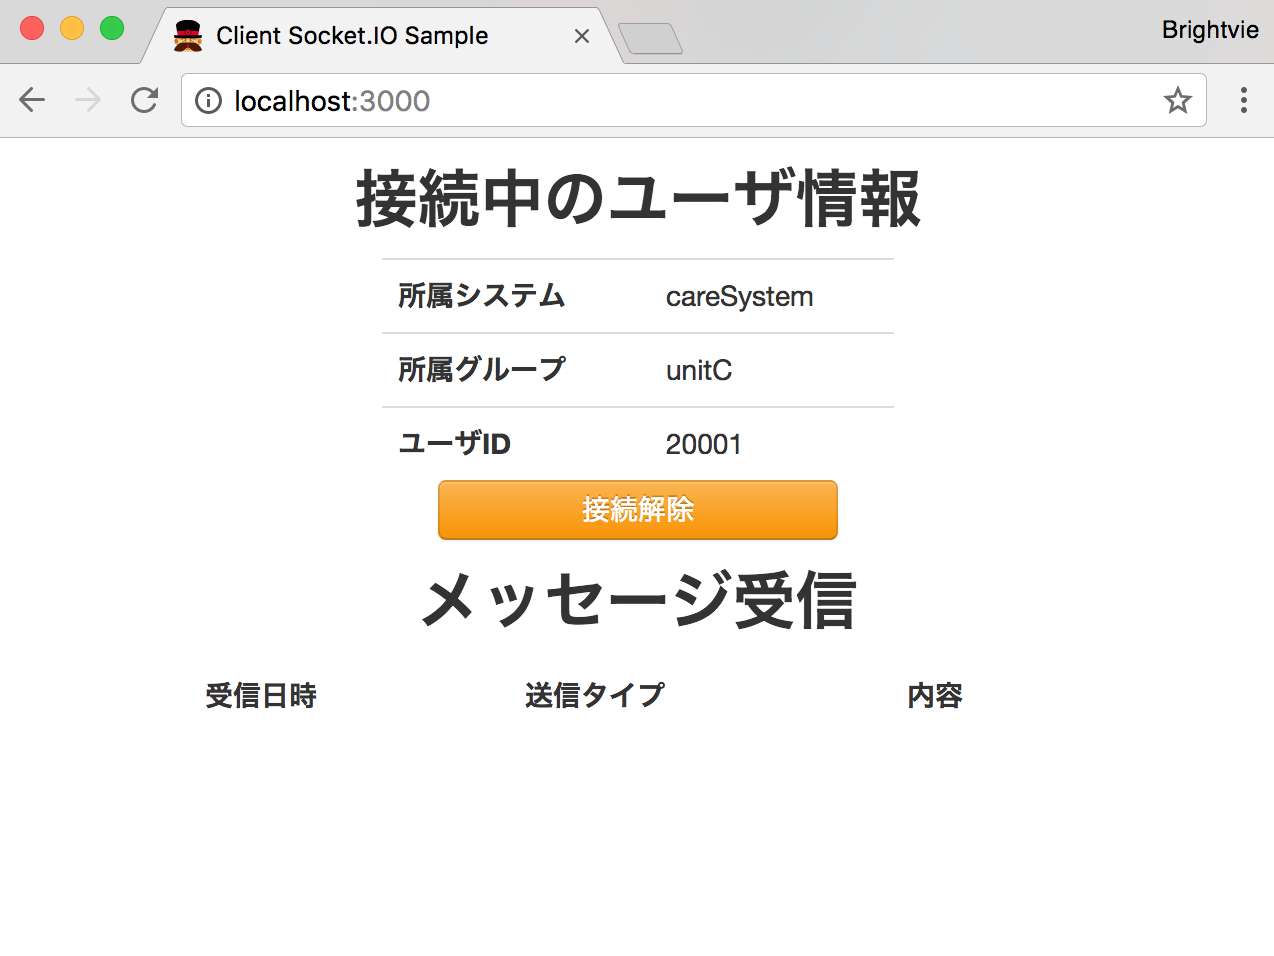 Client Socket.IO Sample
Brightvie
localhost:3000
接続中のユーザ情報
所属システム careSystem
所属グループ unitC
ユーザID 20001
接続解除
メッセージ受信
受信日時 送信タイプ 内容